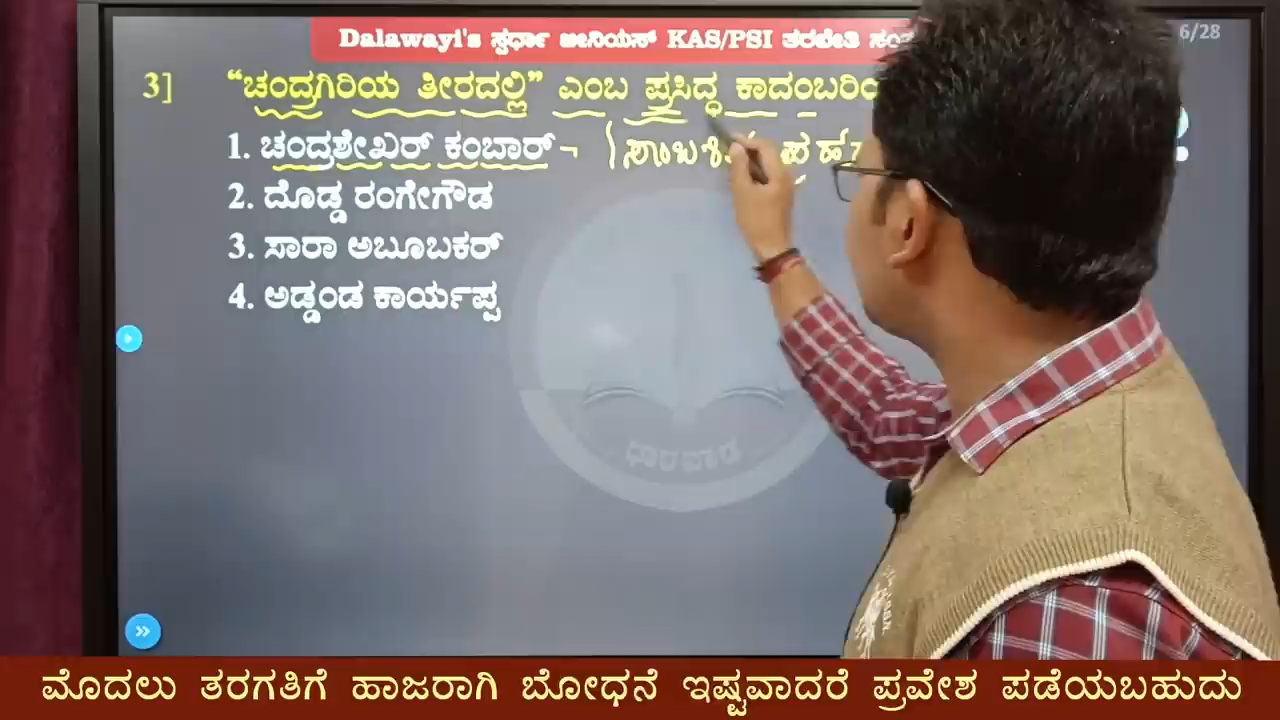 Dalawayi's ಸ್ಪರ್ಧಾ ಜೀನಿಯಸ್ KAS/PSI ತರಬೇತಿ
6/28
3] “ಚಂದ್ರಗಿರಿಯ ತೀರದಲ್ಲಿ” ಎಂಬ ಪ್ರಸಿದ್ಧ
1. ಚಂದ್ರಶೇಖರ್ ಕಂಬಾರ್
2. ದೊಡ್ಡ ರಂಗೇಗೌಡ
3. ಸಾರಾ ಅಬೂಬಕರ್
4. ಅಡ್ಡಂಡ ಕಾರ್ಯಪ್ಪ
ಧಾರವಾಡ
ಮೊದಲು ತರಗತಿಗೆ ಹಾಜರಾಗಿ ಬೋಧನೆ ಇಷ್ಟವಾದರೆ ಪ್ರವೇಶ ಪಡೆಯಬಹುದು